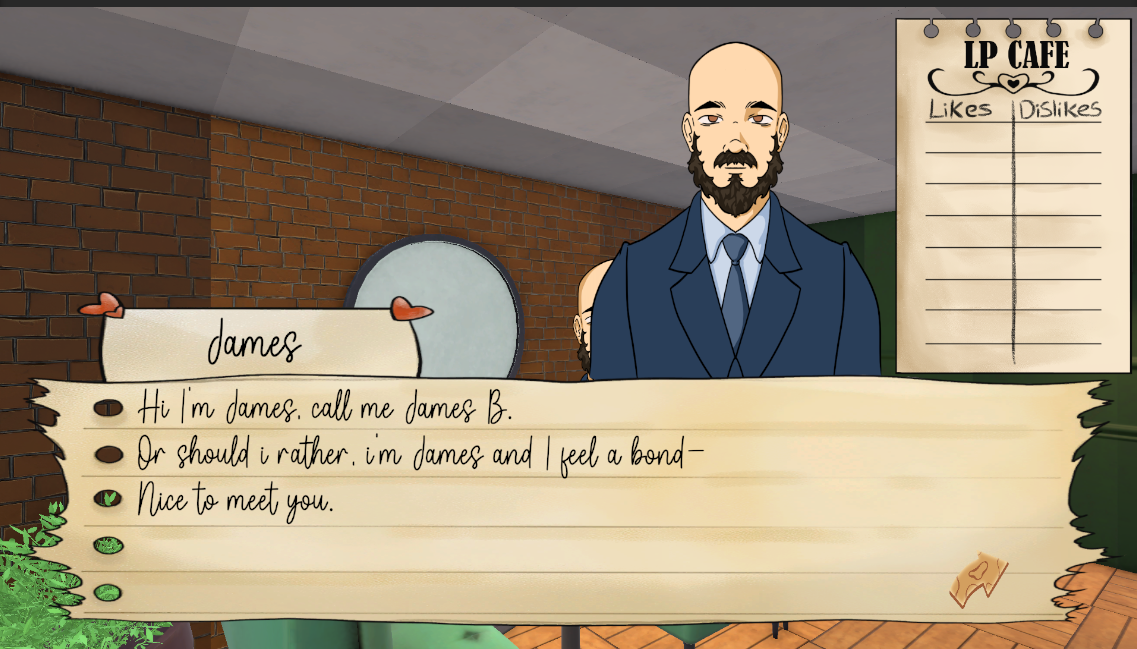 LP CAFE
Likes Dislikes
James
Hi I'm James, call me James B.
Or should i rather, i'm James and I feel a bond-
Nice to meet you.